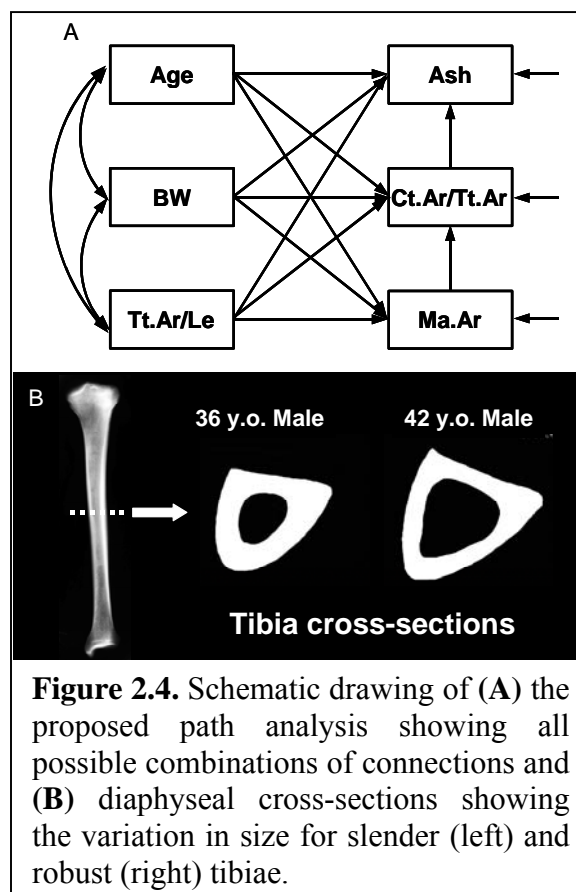 A
Age
Ash
BW
Ct.Ar/Tt.Ar
Tt.Ar/Le
Ma.Ar
B
36 y.o. Male
42 y.o. Male
Tibia cross-sections
Figure 2.4. Schematic drawing of (A) the
proposed path analysis showing all
possible combinations of connections and
(B) diaphyseal cross-sections showing
the variation in size for slender (left) and
robust (right) tibiae.